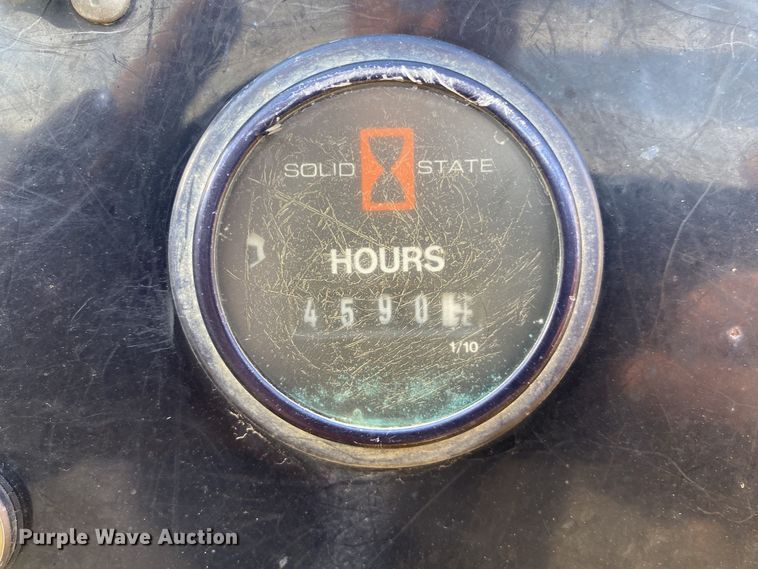 SOLID STATE
HOURS
4590
1/10
Purple Wave Auction